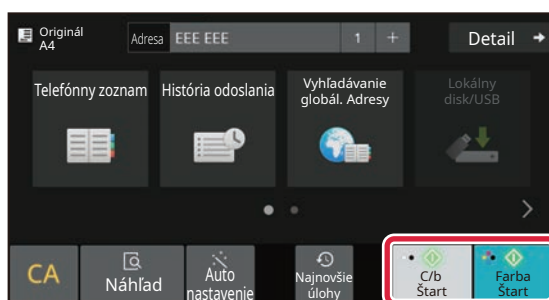 Originál
A4
Adresa EEE EEE 1 +
Detail
Telefónny zoznam
História odoslania
Vyhľadávanie
globál. Adresy
Lokálny
disk/USB
CA
Náhľad
Auto
nastavenie
Najnovšie
úlohy
C/b
Štart
Farba
Štart